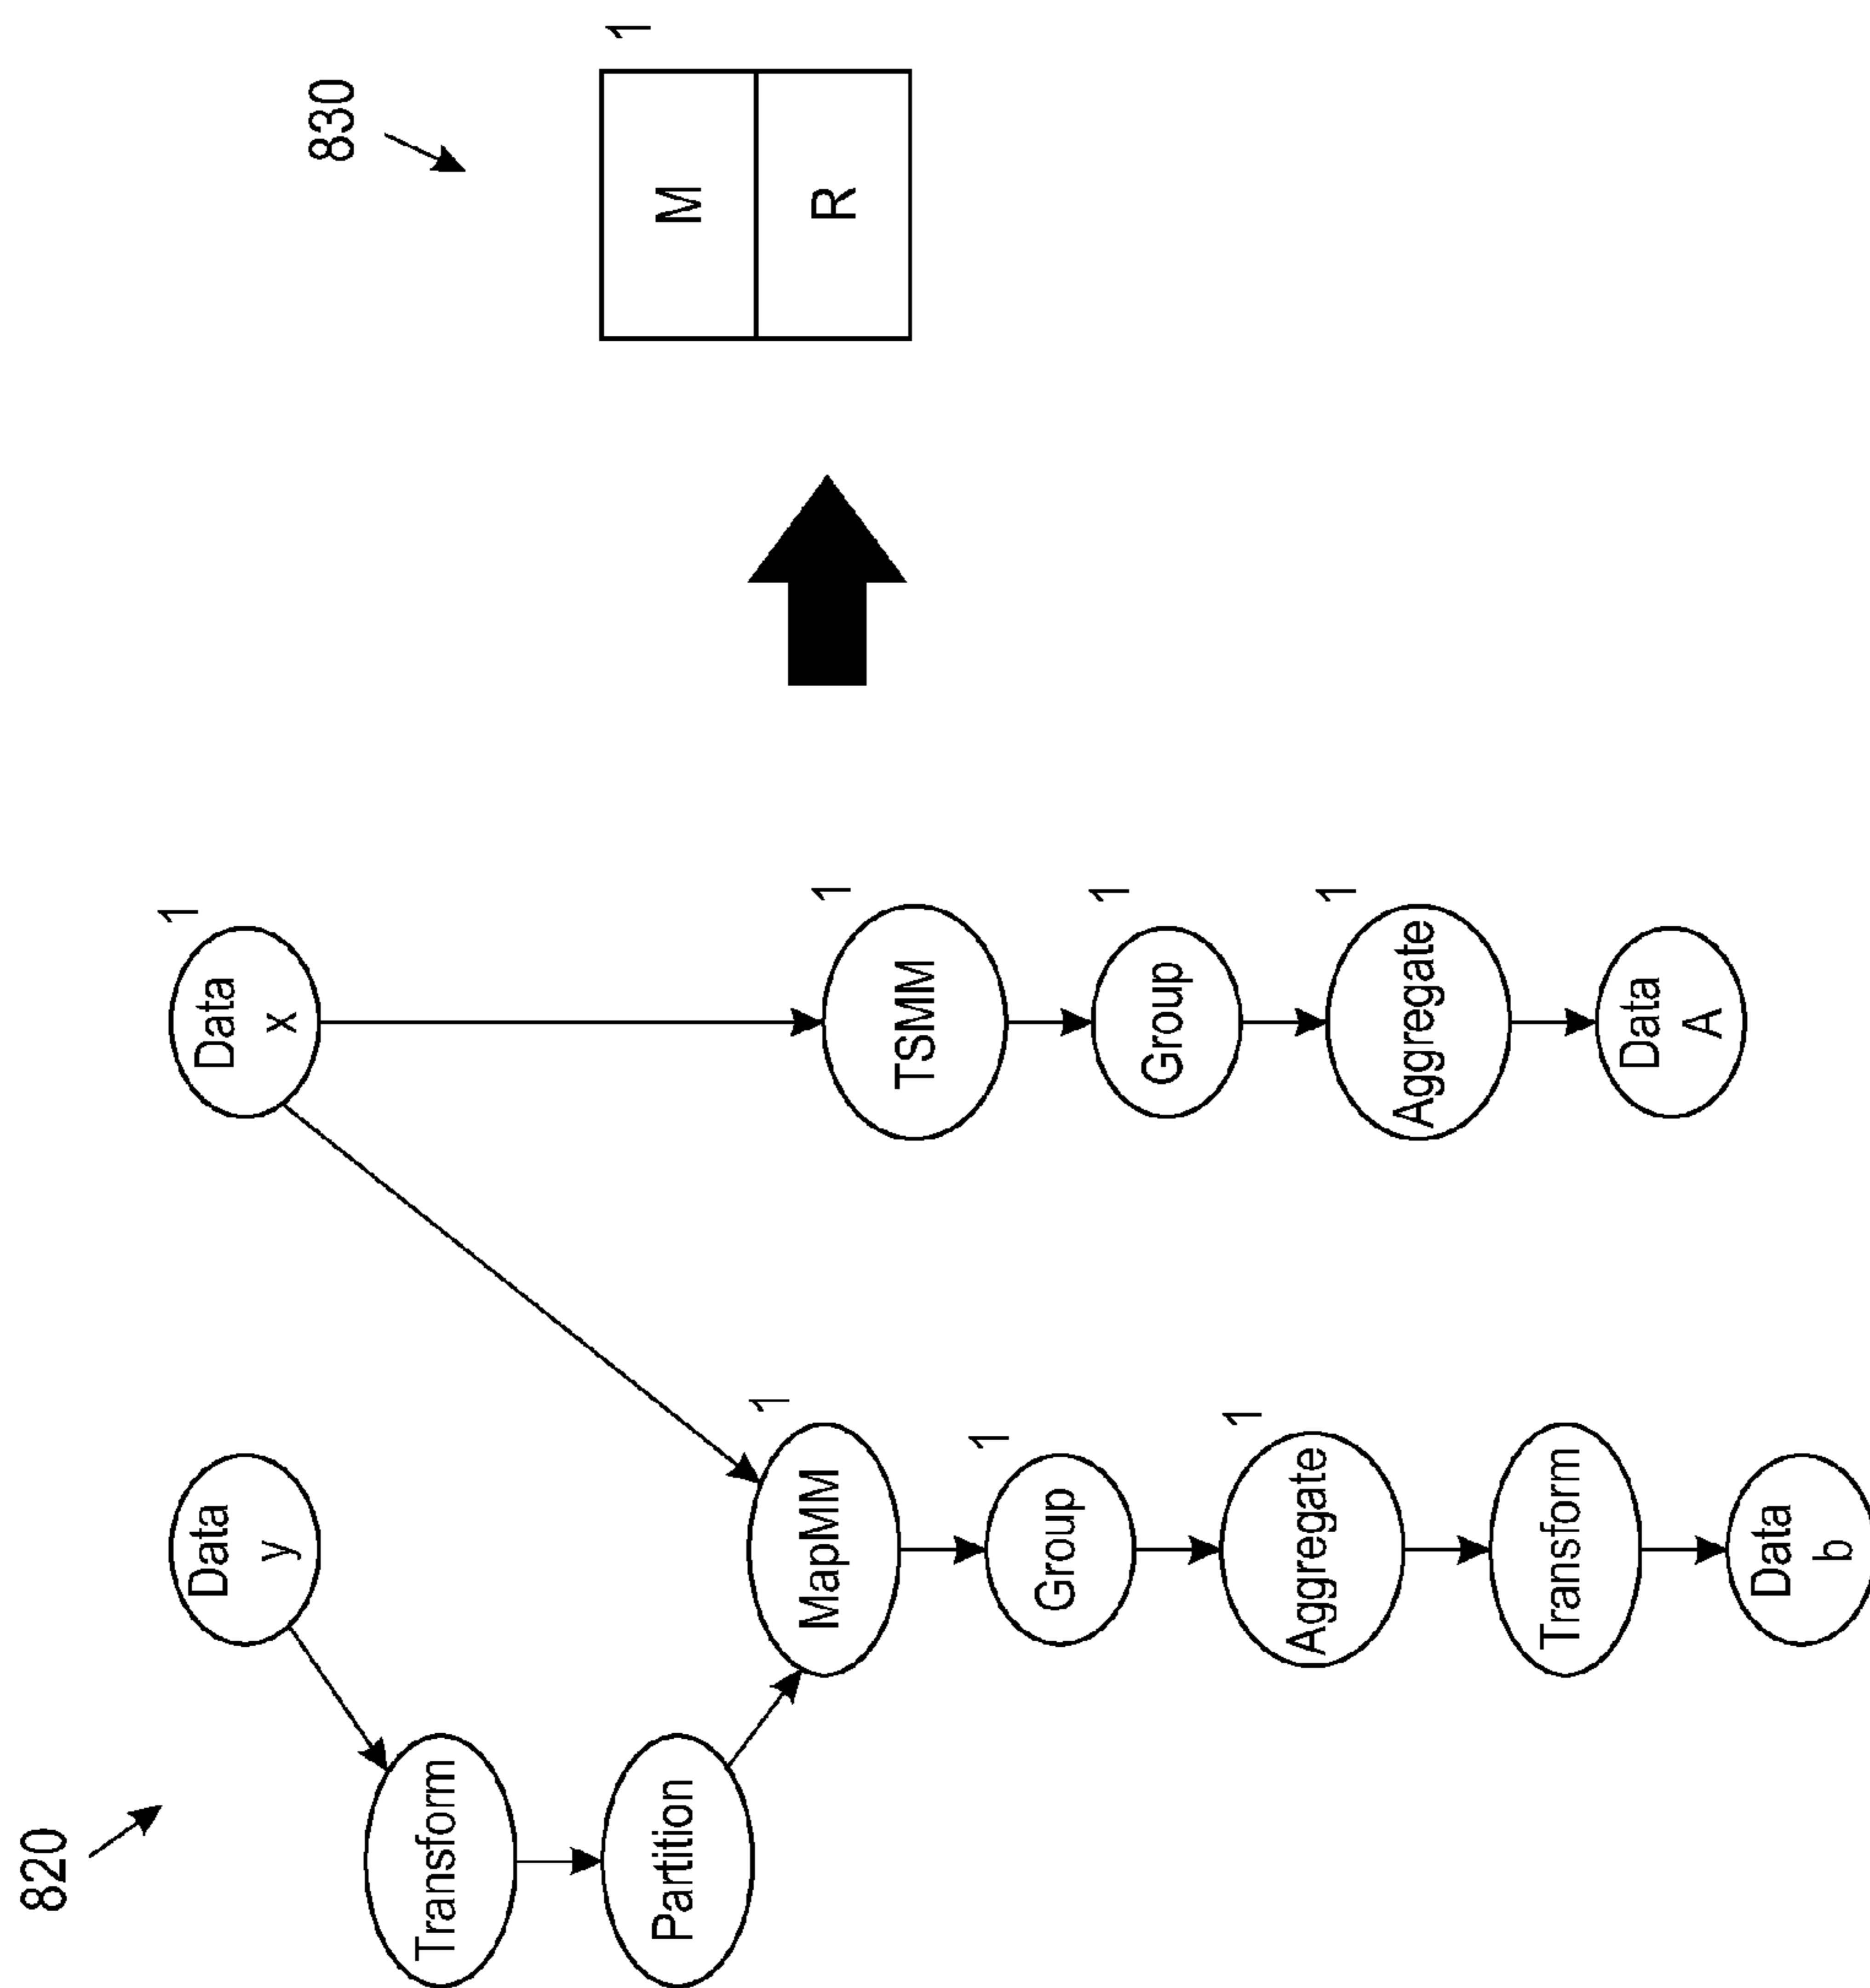 820
Data
y
Data
x
1
Transform
Partition
MapMM
1
TSMM
1
Group
1
Group
1
Aggregate
1
Aggregate
1
Transform
Data
A
Data
b
830
1
M
R